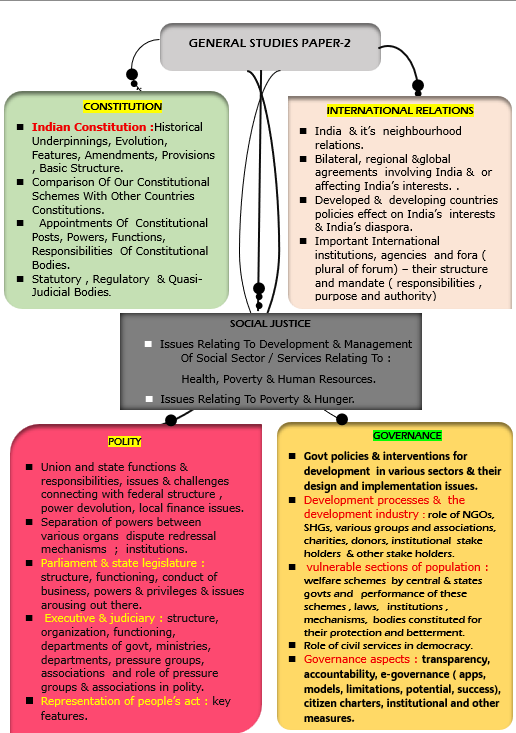 GENERAL STUDIES PAPER-2
CONSTITUTION
■ Indian Constitution :Historical
Underpinnings, Evolution,
Features, Amendments, Provisions
, Basic Structure.
■ Comparison Of Our Constitutional
Schemes With Other Countries
Constitutions.
■ Appointments Of Constitutional
Posts, Powers, Functions,
Responsibilities Of Constitutional
Bodies.
■ Statutory , Regulatory & Quasi-
Judicial Bodies.
INTERNATIONAL RELATIONS
■ India & it's neighbourhood
relations.
■ Bilateral, regional &global
agreements involving India & or
affecting India's interests. .
■ Developed & developing countries
policies effect on India's interests
& India's diaspora.
■ Important International
institutions, agencies and fora (
plural of forum) – their structure
and mandate ( responsibilities ,
purpose and authority)
SOCIAL JUSTICE
■ Issues Relating To Development & Management
Of Social Sector / Services Relating To :
Health, Poverty & Human Resources.
■ Issues Relating To Poverty & Hunger.
POLITY
■ Union and state functions &
responsibilities, issues & challenges
connecting with federal structure ,
power devolution, local finance issues.
■ Separation of powers between
various organs dispute redressal
mechanisms ; institutions.
■ Parliament & state legislature :
structure, functioning, conduct of
business, powers & privileges & issues
arousing out there.
■ Executive & judiciary : structure,
organization, functioning,
departments of govt, ministries,
departments, pressure groups,
associations and role of pressure
groups & associations in polity.
■ Representation of people's act : key
features.
GOVERNANCE
■ Govt policies & interventions for
development in various sectors & their
design and implementation issues.
■ Development processes & the
development industry : role of NGOs,
SHGs, various groups and associations,
charities, donors, institutional stake
holders & other stake holders.
■ vulnerable sections of population :
welfare schemes by central & states
govts and performance of these
schemes , laws, institutions ,
mechanisms, bodies constituted for
their protection and betterment.
■ Role of civil services in democracy.
■ Governance aspects : transparency,
accountability, e-governance ( apps,
models, limitations, potential, success),
citizen charters, institutional and other
measures.